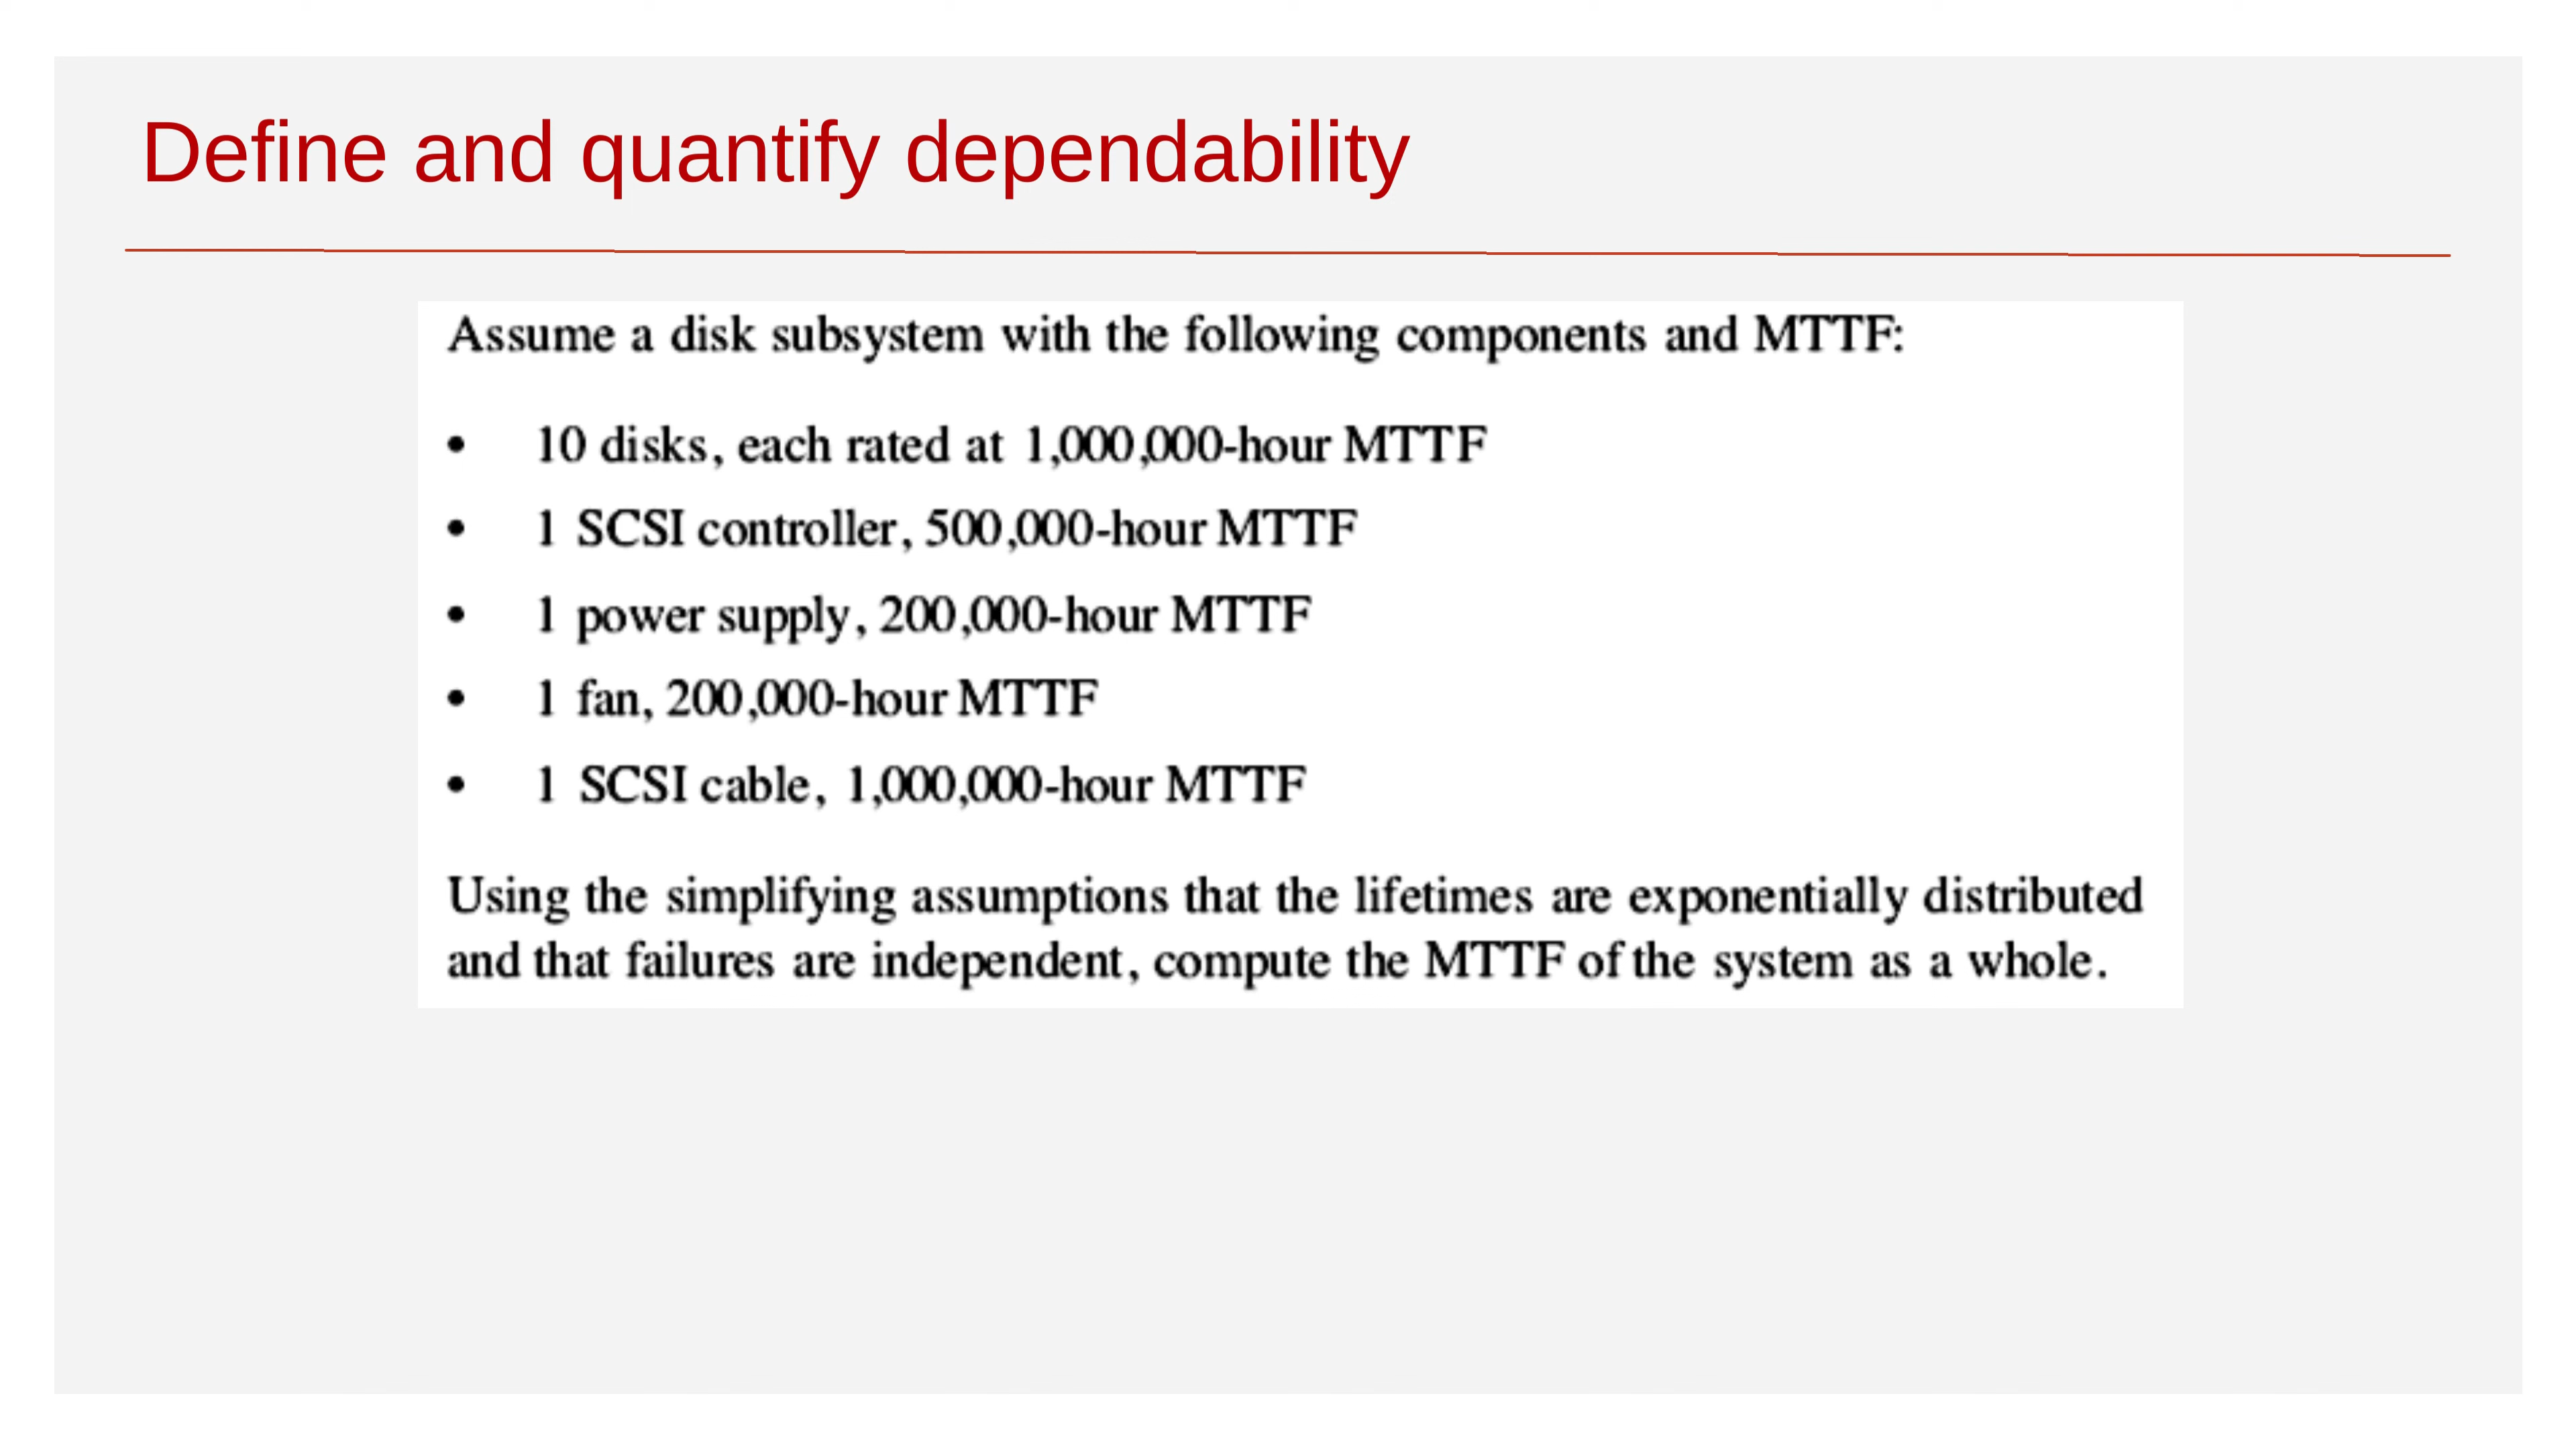 Define and quantify dependability
Assume a disk subsystem with the following components and MTTF:
• 10 disks, each rated at 1,000,000-hour MTTF
• 1 SCSI controller, 500,000-hour MTTF
• 1 power supply, 200,000-hour MTTF
• 1 fan, 200,000-hour MTTF
• 1 SCSI cable, 1,000,000-hour MTTF
Using the simplifying assumptions that the lifetimes are exponentially distributed
and that failures are independent, compute the MTTF of the system as a whole.